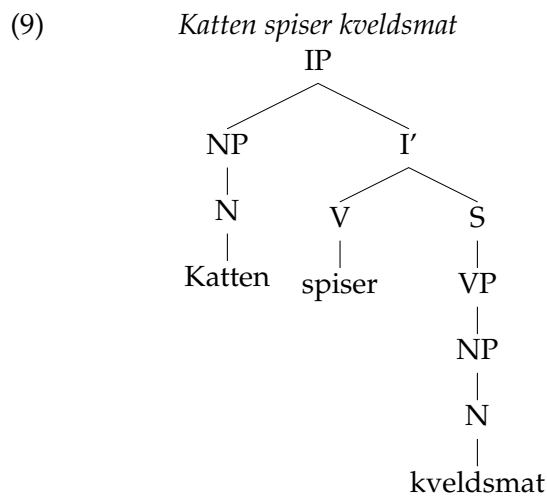 (9) Katten spiser kveldsmat
IP
NP I’
N V S
Katten spiser VP
NP
N
kveldsmat